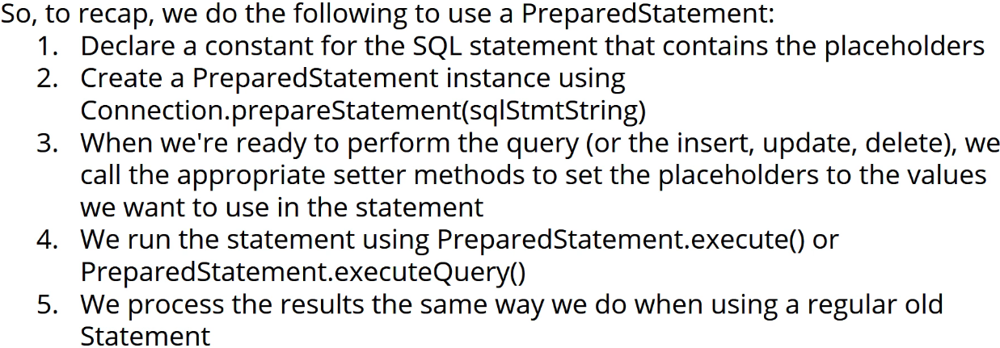 So, to recap, we do the following to use a PreparedStatement:
1. Declare a constant for the SQL statement that contains the placeholders
2. Create a PreparedStatement instance using
Connection.prepareStatement(sqlStmtString)
3. When we're ready to perform the query (or the insert, update, delete), we
call the appropriate setter methods to set the placeholders to the values
we want to use in the statement
4. We run the statement using PreparedStatement.execute() or
PreparedStatement.executeQuery()
5. We process the results the same way we do when using a regular old
Statement